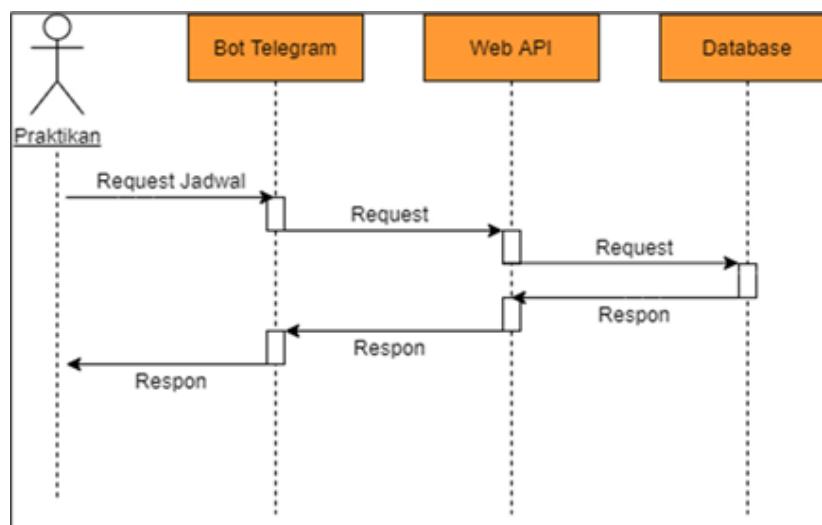 Bot Telegram
Web API
Database
Praktikan
Request Jadwal
Request
Request
Respon
Respon
Respon